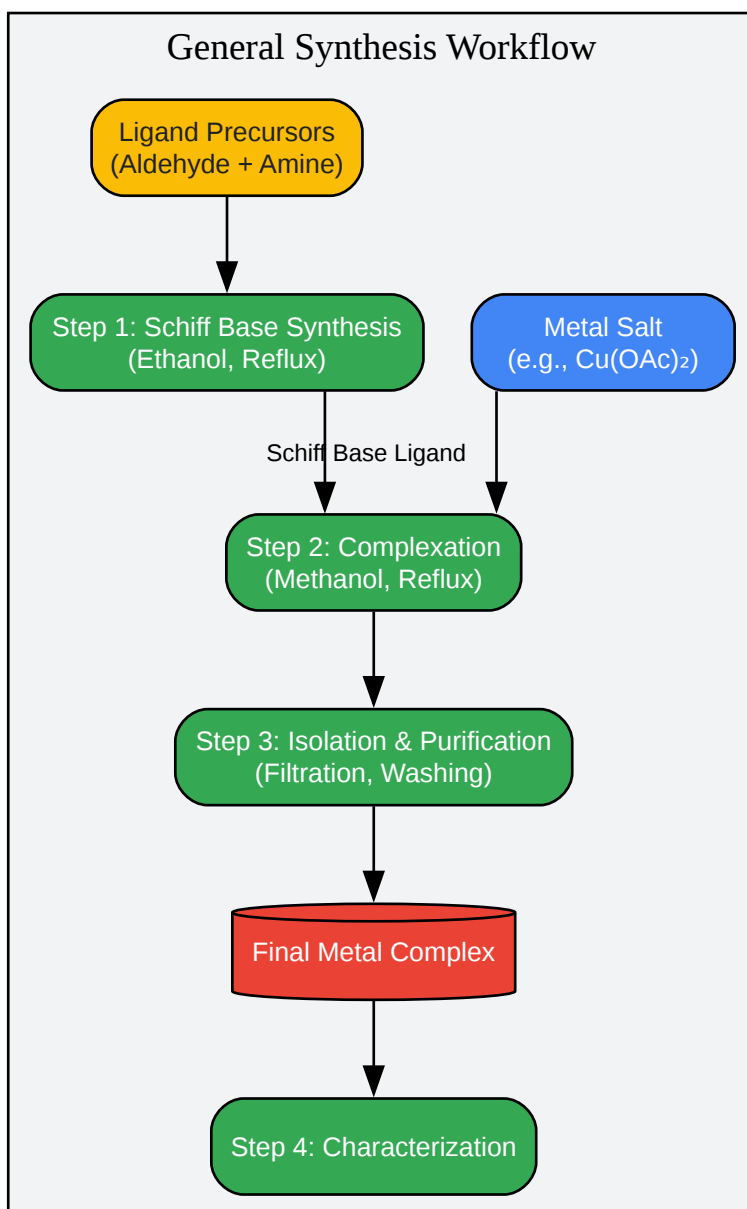 General Synthesis Workflow
Ligand Precursors
(Aldehyde + Amine)
Step 1: Schiff Base Synthesis
(Ethanol, Reflux)
Metal Salt
(e.g., Cu(OAc)₂)
Schiff Base Ligand
Step 2: Complexation
(Methanol, Reflux)
Step 3: Isolation & Purification
(Filtration, Washing)
Final Metal Complex
Step 4: Characterization